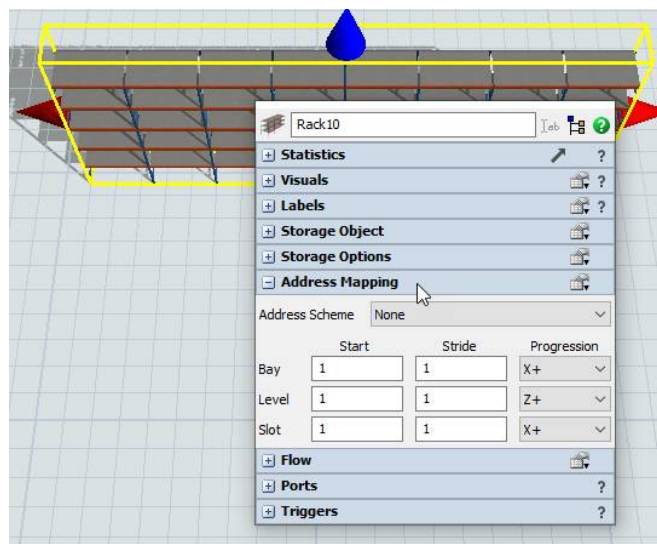 Rack10
Statistics ?
Visuals ?
Labels ?
Storage Object
Storage Options
Address Mapping
Address Scheme None
Start Stride Progression
Bay 1 1 X+
Level 1 1 Z+
Slot 1 1 X+
Flow
Ports ?
Triggers ?